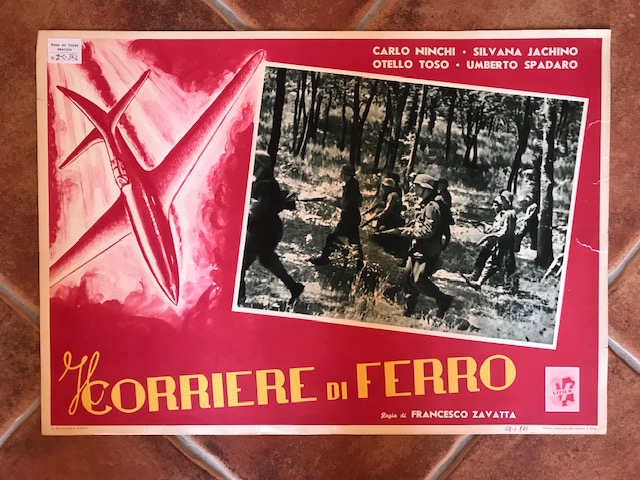 CARLO NINCHI · SILVANA JACHINO
OTELLO TOSO · UMBERTO SPADARO
Il CORRIERE DI FERRO
Regia di FRANCESCO ZAVATTA